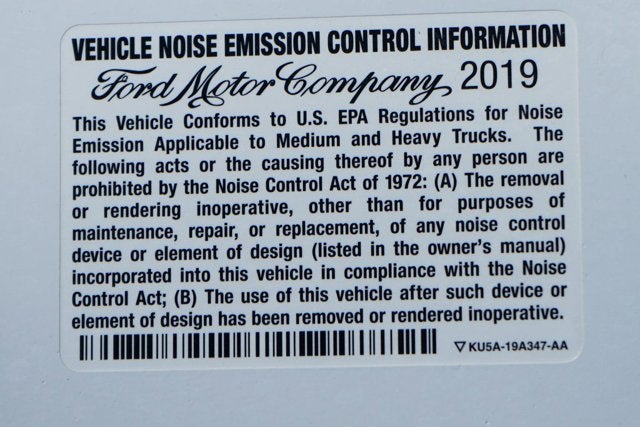 VEHICLE NOISE EMISSION CONTROL INFORMATION
Ford Motor Company 2019
This Vehicle Conforms to U.S. EPA Regulations for Noise
Emission Applicable to Medium and Heavy Trucks. The
following acts or the causing thereof by any person are
prohibited by the Noise Control Act of 1972: (A) The removal
or rendering inoperative, other than for purposes of
maintenance, repair, or replacement, of any noise control
device or element of design (listed in the owner's manual)
incorporated into this vehicle in compliance with the Noise
Control Act; (B) The use of this vehicle after such device or
element of design has been removed or rendered inoperative.
▽ KU5A-19A347-AA